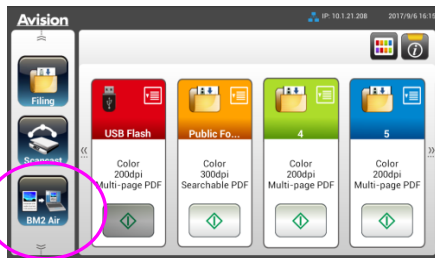 Avision
IP: 10.1.21.208 2017/9/6 16:15
Filing
Scancast
BM2 Air
USB Flash
Color
200dpi
Multi-page PDF
Public Fo...
Color
300dpi
Searchable PDF
4
Color
200dpi
Multi-page PDF
5
Color
200dpi
Multi-page PDF